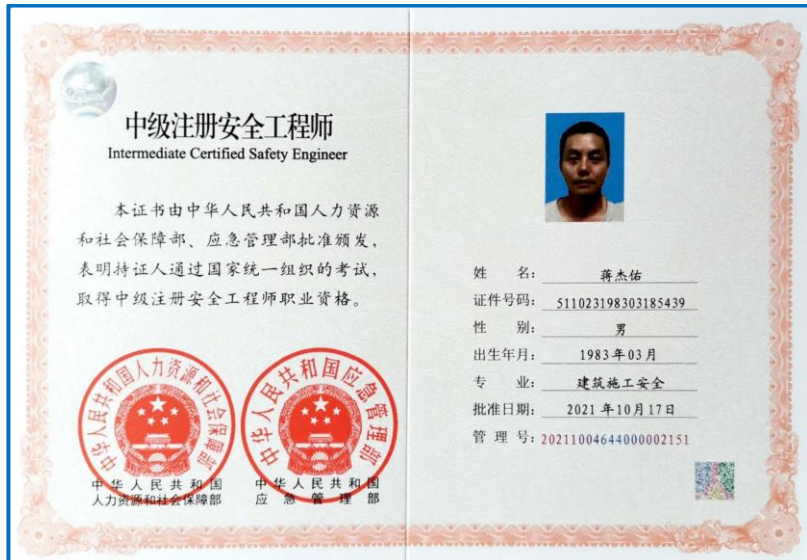 中级注册安全工程师
Intermediate Certified Safety Engineer
本证书由中华人民共和国人力资源
和社会保障部、应急管理部批准颁发,
表明持证人通过国家统一组织的考试,
取得中级注册安全工程师职业资格。
中华人民共和国人力资源和社会保障部
中华人民共和国
人力资源和社会保障部
中华人民共和国应急管理部
中华人民共和国
应急管理部
姓 名: 蒋杰佑
证件号码: 511023198303185439
性 别: 男
出生年月: 1983年03月
专 业: 建筑施工安全
批准日期: 2021年10月17日
管 理 号: 20211004644000002151